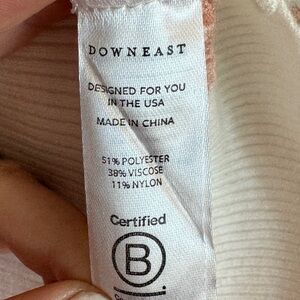 DOWNEAST
DESIGNED FOR YOU
IN THE USA
MADE IN CHINA
51% POLYESTER
38% VISCOSE
11% NYLON
Certified
B